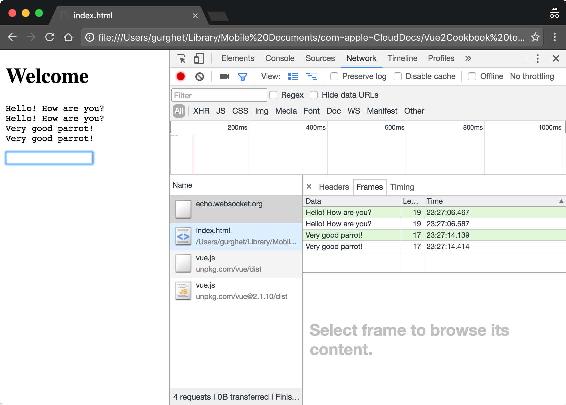 index.html
file:///Users/gurghet/Library/Mobile%20Documents/com~apple~CloudDocs/Vue2Cookbook%20to...
Welcome
Hello! How are you?
Hello! How are you?
Very good parrot!
Very good parrot!
Elements Console Sources Network Timeline Profiles »
View: Preserve log Disable cache Offline No throttling
Filter Regex Hide data URLs
All XHR JS CSS Img Media Font Doc WS Manifest Other
200ms 400ms 600ms 800ms 1000ms
Name
echo.websocket.org
index.html
/Users/gurghet/Library/Mobil...
vue.js
unpkg.com/vue/dist
vue.js
unpkg.com/vue@2.1.10/dist
4 requests | 0B transferred | Finis...
× Headers Frames Timing
Data Le... Time
Hello! How are you? 19 23:27:06.467
Hello! How are you? 19 23:27:06.587
Very good parrot! 17 23:27:14.139
Very good parrot! 17 23:27:14.414
Select frame to browse its
content.